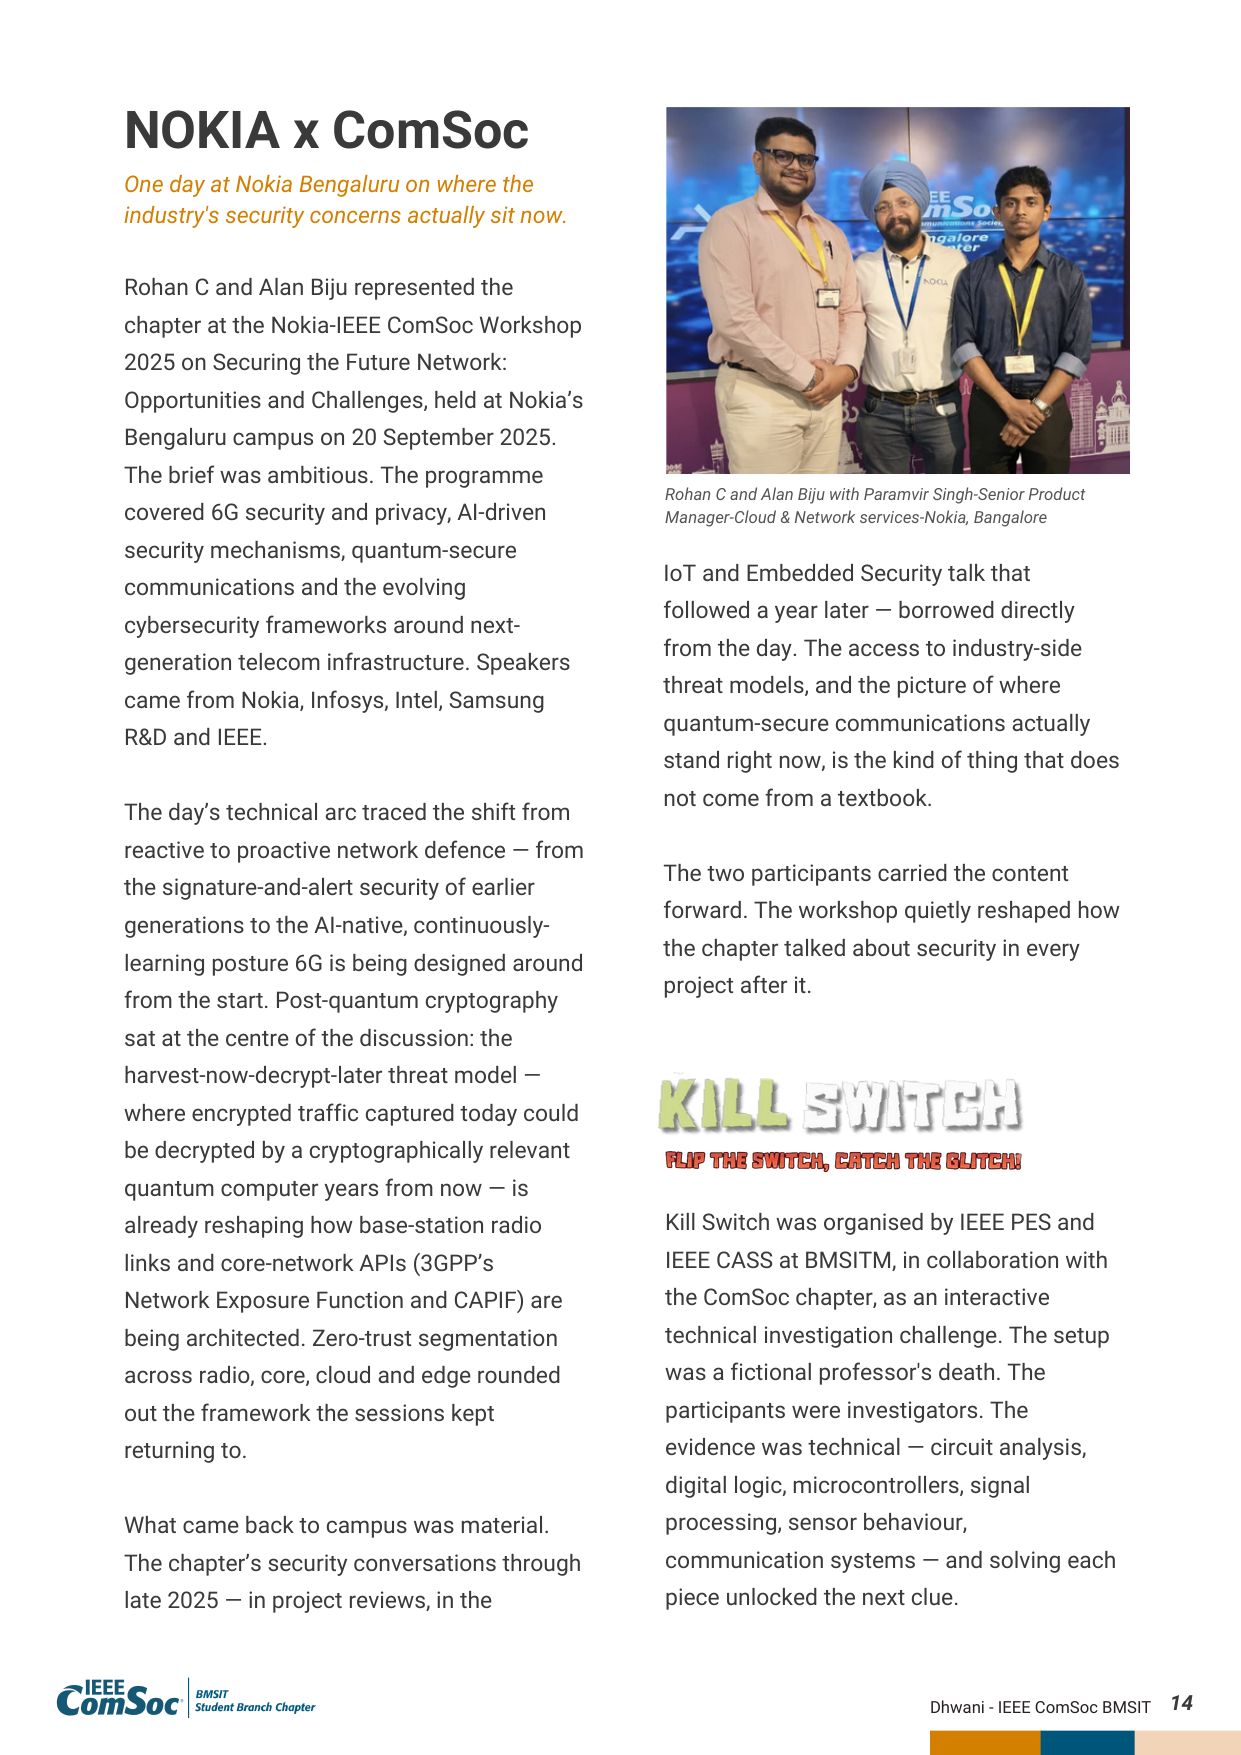 NOKIA x ComSoc
One day at Nokia Bengaluru on where the
industry's security concerns actually sit now.
Rohan C and Alan Biju represented the
chapter at the Nokia-IEEE ComSoc Workshop
2025 on Securing the Future Network:
Opportunities and Challenges, held at Nokia’s
Bengaluru campus on 20 September 2025.
The brief was ambitious. The programme
covered 6G security and privacy, AI-driven
security mechanisms, quantum-secure
communications and the evolving
cybersecurity frameworks around next-
generation telecom infrastructure. Speakers
came from Nokia, Infosys, Intel, Samsung
R&D and IEEE.
The day’s technical arc traced the shift from
reactive to proactive network defence — from
the signature-and-alert security of earlier
generations to the AI-native, continuously-
learning posture 6G is being designed around
from the start. Post-quantum cryptography
sat at the centre of the discussion: the
harvest-now-decrypt-later threat model —
where encrypted traffic captured today could
be decrypted by a cryptographically relevant
quantum computer years from now — is
already reshaping how base-station radio
links and core-network APIs (3GPP’s
Network Exposure Function and CAPIF) are
being architected. Zero-trust segmentation
across radio, core, cloud and edge rounded
out the framework the sessions kept
returning to.
What came back to campus was material.
The chapter’s security conversations through
late 2025 — in project reviews, in the
EE
mSo
mmunications Societ
ngalore
pter
NOKIA
Rohan C and Alan Biju with Paramvir Singh-Senior Product
Manager-Cloud & Network services-Nokia, Bangalore
IoT and Embedded Security talk that
followed a year later — borrowed directly
from the day. The access to industry-side
threat models, and the picture of where
quantum-secure communications actually
stand right now, is the kind of thing that does
not come from a textbook.
The two participants carried the content
forward. The workshop quietly reshaped how
the chapter talked about security in every
project after it.
KILL SWITCH
FLIP THE SWITCH, CATCH THE GLITCH!
Kill Switch was organised by IEEE PES and
IEEE CASS at BMSITM, in collaboration with
the ComSoc chapter, as an interactive
technical investigation challenge. The setup
was a fictional professor's death. The
participants were investigators. The
evidence was technical — circuit analysis,
digital logic, microcontrollers, signal
processing, sensor behaviour,
communication systems — and solving each
piece unlocked the next clue.
IEEE
ComSoc
BMSIT
Student Branch Chapter
Dhwani - IEEE ComSoc BMSIT 14